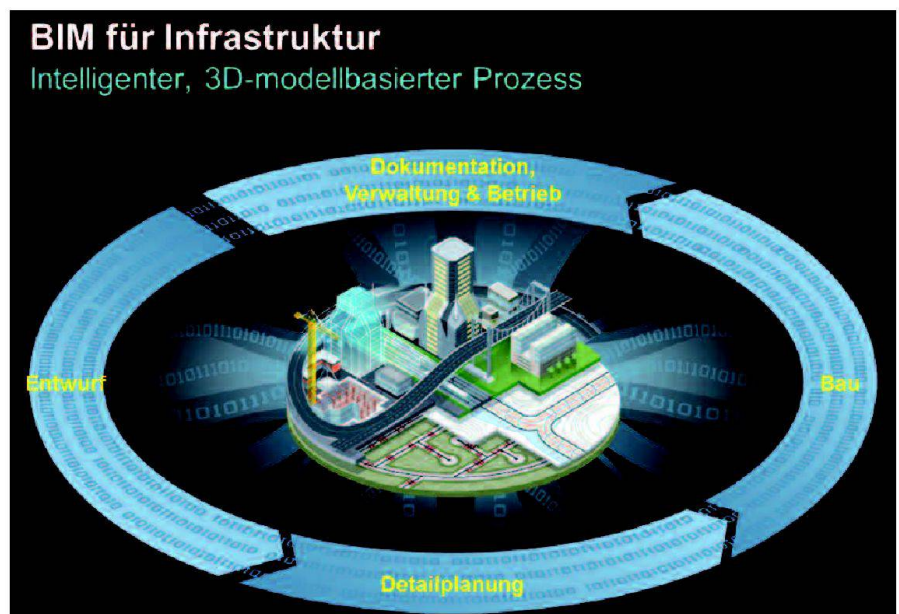 BIM für Infrastruktur
Intelligenter, 3D-modellbasierter Prozess
Dokumentation,
Verwaltung & Betrieb
Entwurf
Bau
Detailplanung